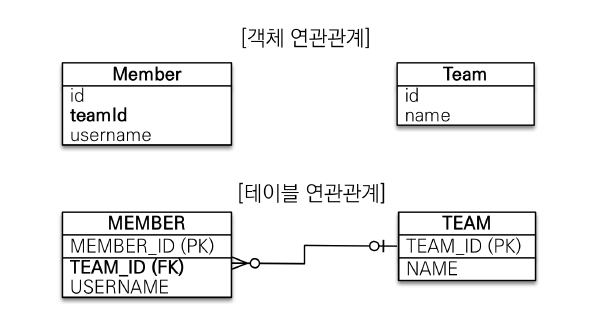 [객체 연관관계]
Member
id
teamId
username
Team
id
name
[테이블 연관관계]
MEMBER
MEMBER_ID (PK)
TEAM_ID (FK)
USERNAME
TEAM
TEAM_ID (PK)
NAME